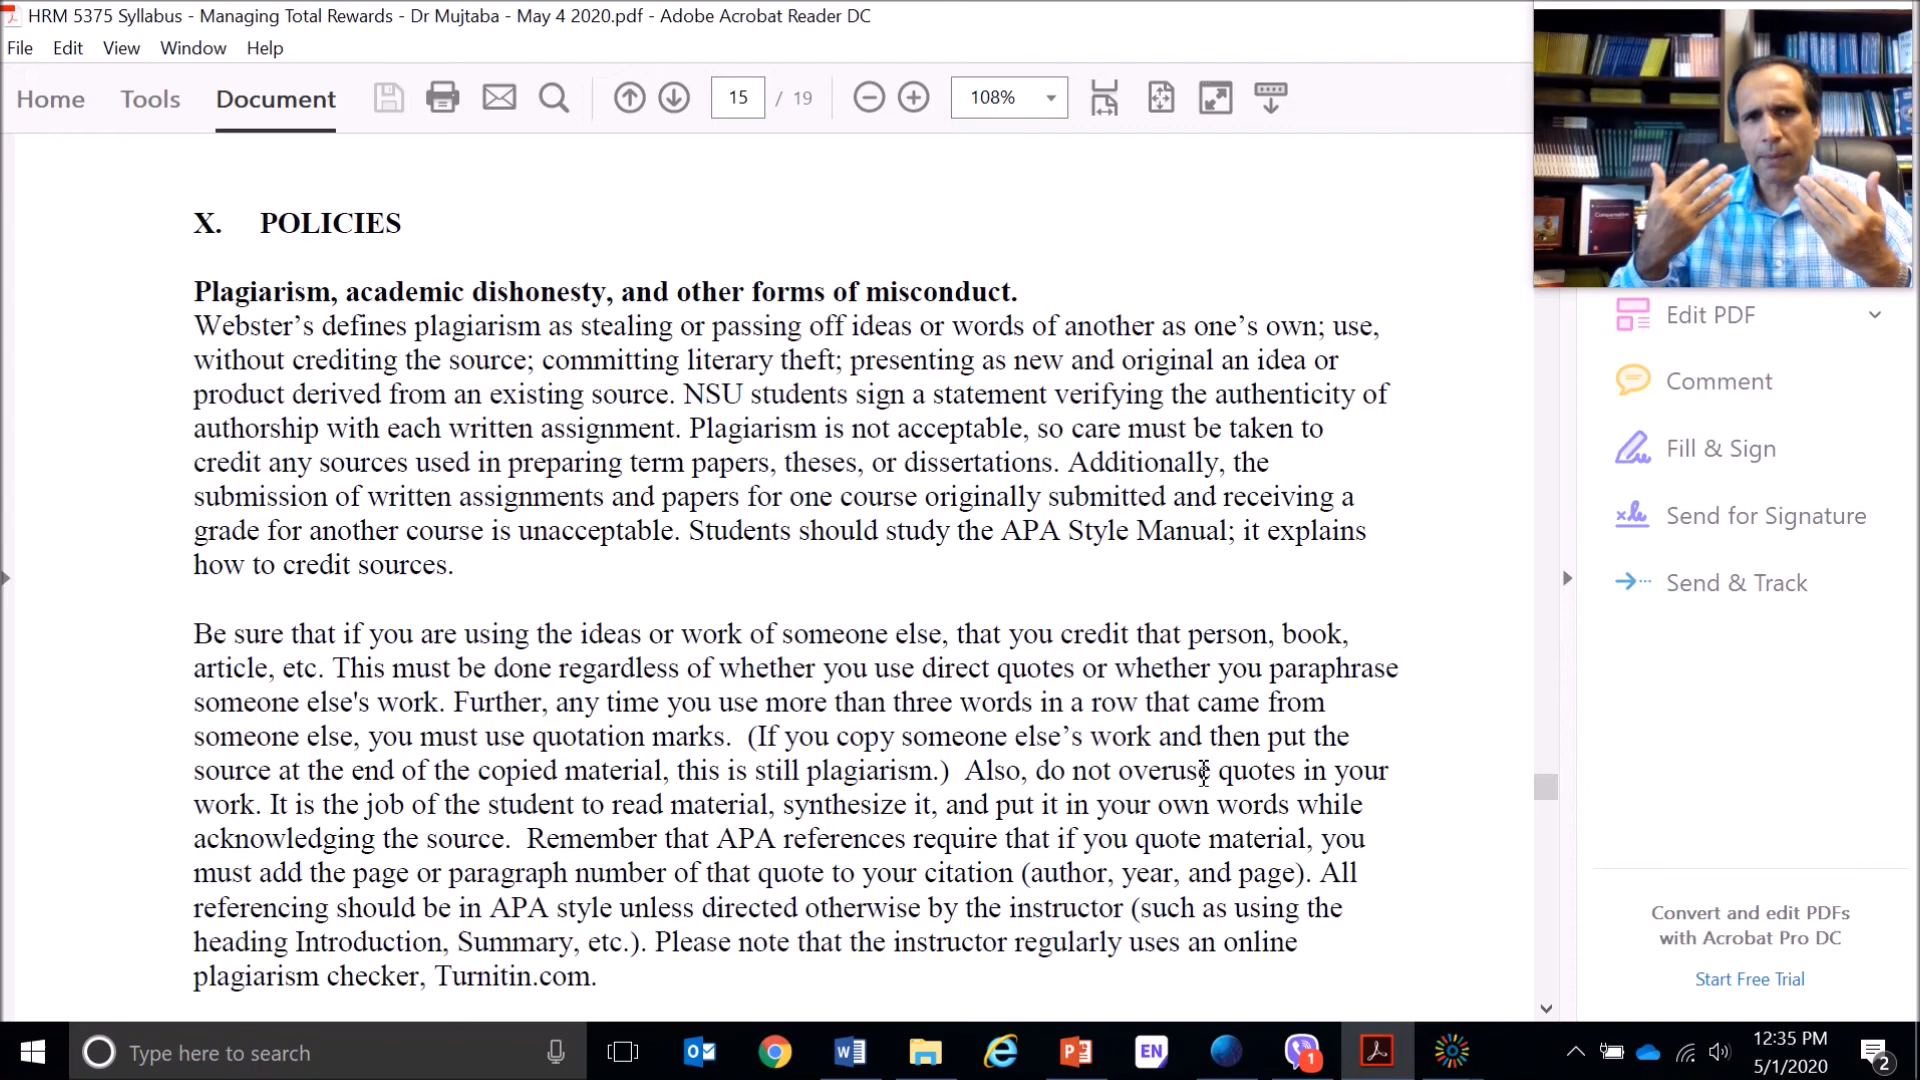 HRM 5375 Syllabus - Managing Total Rewards - Dr Mujtaba - May 4 2020.pdf - Adobe Acrobat Reader DC
File Edit View Window Help
Home Tools Document 15 / 19 108%
X. POLICIES
Plagiarism, academic dishonesty, and other forms of misconduct.
Webster’s defines plagiarism as stealing or passing off ideas or words of another as one’s own; use,
without crediting the source; committing literary theft; presenting as new and original an idea or
product derived from an existing source. NSU students sign a statement verifying the authenticity of
authorship with each written assignment. Plagiarism is not acceptable, so care must be taken to
credit any sources used in preparing term papers, theses, or dissertations. Additionally, the
submission of written assignments and papers for one course originally submitted and receiving a
grade for another course is unacceptable. Students should study the APA Style Manual; it explains
how to credit sources.
Be sure that if you are using the ideas or work of someone else, that you credit that person, book,
article, etc. This must be done regardless of whether you use direct quotes or whether you paraphrase
someone else's work. Further, any time you use more than three words in a row that came from
someone else, you must use quotation marks.  (If you copy someone else’s work and then put the
source at the end of the copied material, this is still plagiarism.)  Also, do not overuse quotes in your
work. It is the job of the student to read material, synthesize it, and put it in your own words while
acknowledging the source.  Remember that APA references require that if you quote material, you
must add the page or paragraph number of that quote to your citation (author, year, and page). All
referencing should be in APA style unless directed otherwise by the instructor (such as using the
heading Introduction, Summary, etc.). Please note that the instructor regularly uses an online
plagiarism checker, Turnitin.com.
Edit PDF
Comment
Fill & Sign
Send for Signature
Send & Track
Convert and edit PDFs
with Acrobat Pro DC
Start Free Trial
Type here to search
EN
1
12:35 PM
5/1/2020
2